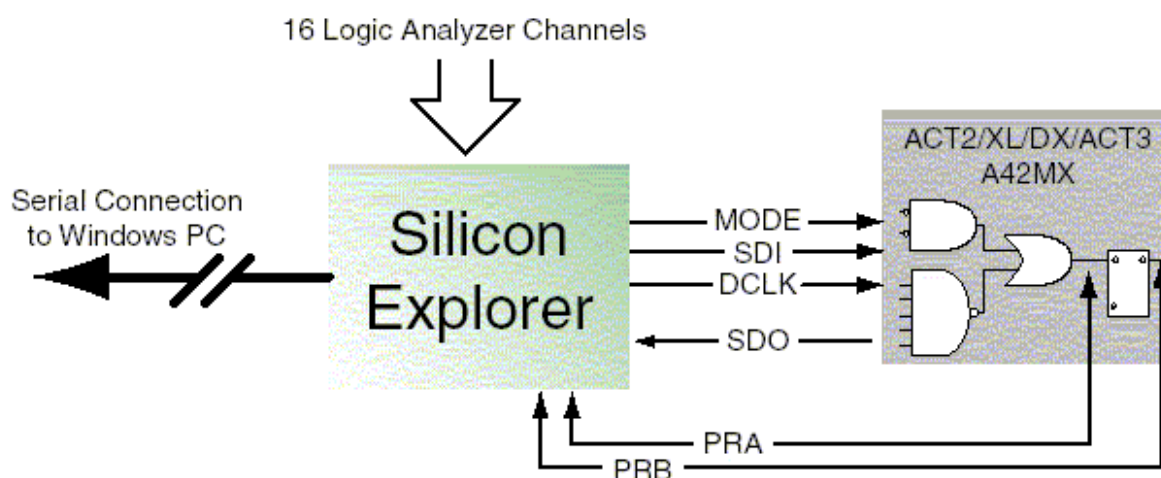 16 Logic Analyzer Channels
Serial Connection
to Windows PC
Silicon
Explorer
MODE
SDI
DCLK
SDO
ACT2/XL/DX/ACT3
A42MX
PRA
PRB